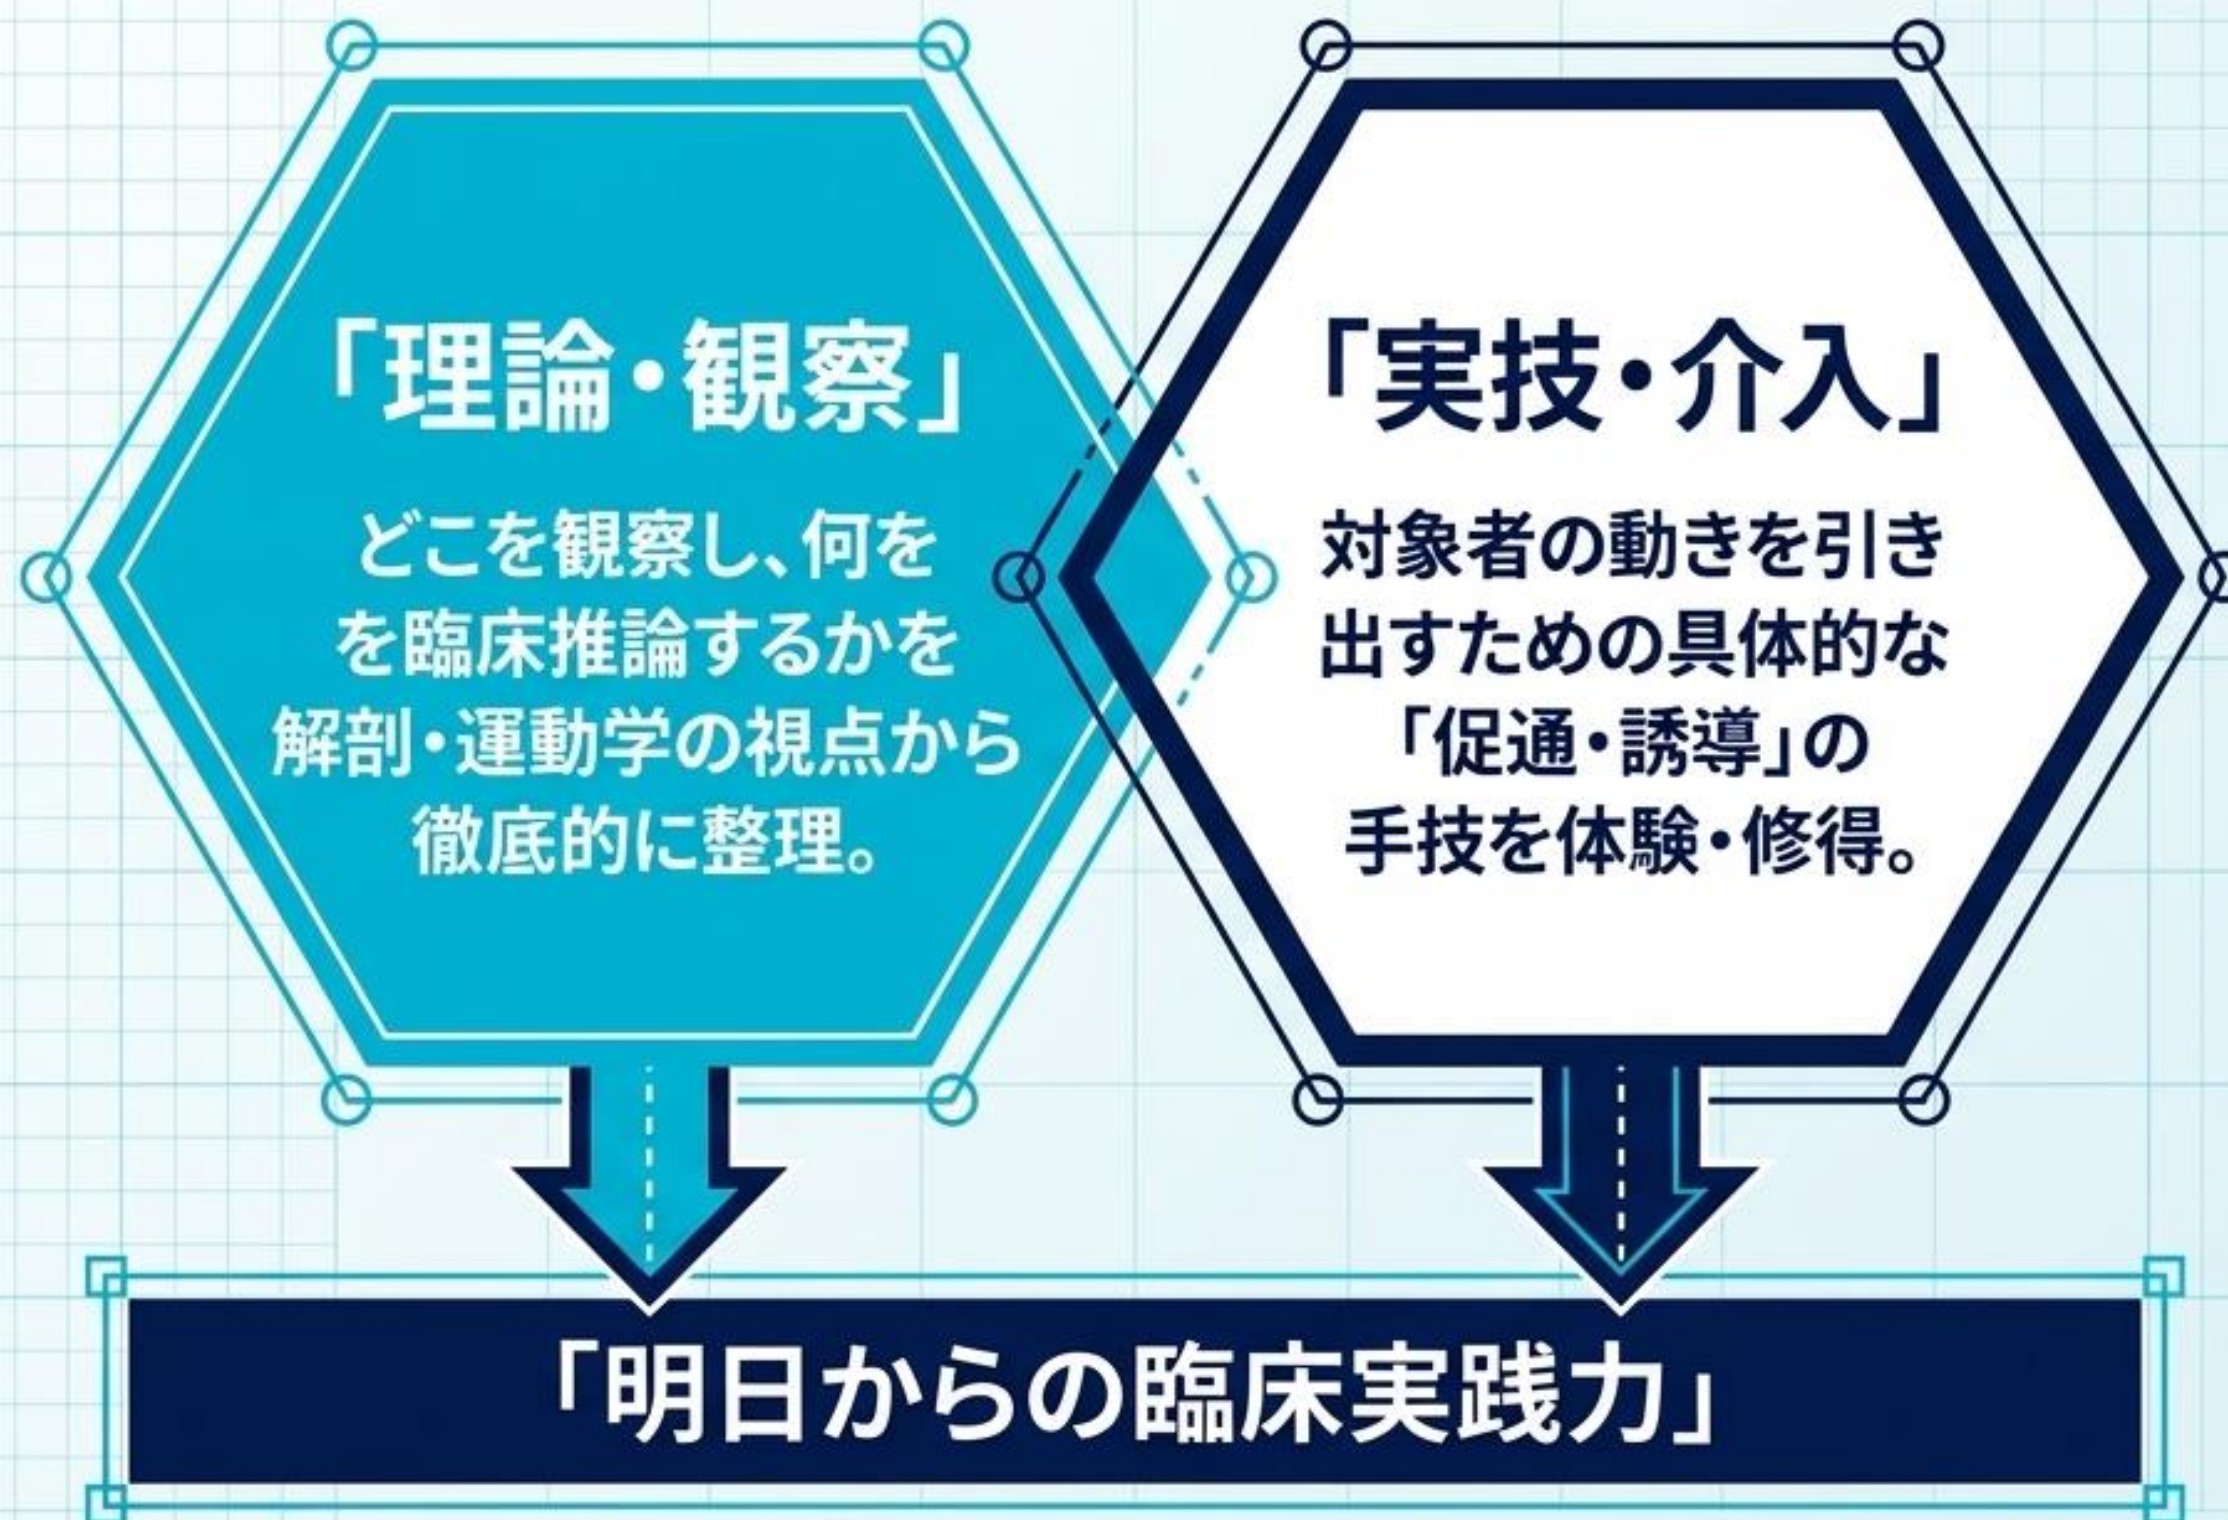 「理論・観察」
どこを観察し、何を
を臨床推論するかを
解剖・運動学の視点から
徹底的に整理。
「実技・介入」
対象者の動きを引き
出すための具体的な
「促通・誘導」の
手技を体験・修得。
「明日からの臨床実践力」